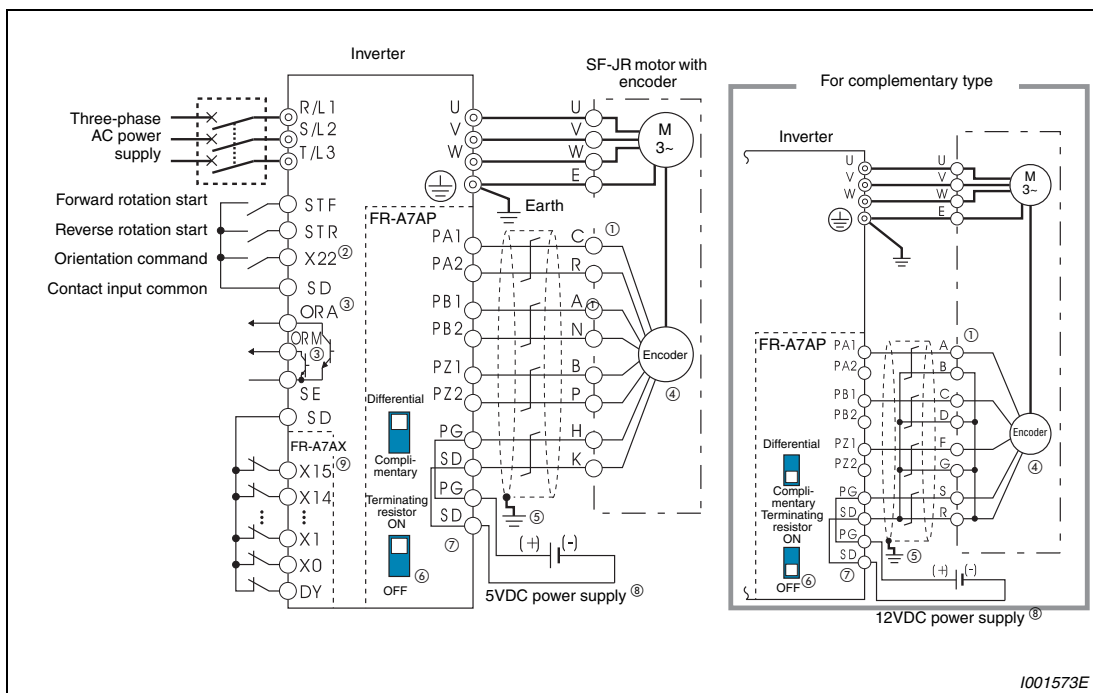 Inverter
SF-JR motor with
encoder
Three-phase
AC power
supply
R/L1
S/L2
T/L3
U
V
W
U
V
W
E
M
3~
Earth
Forward rotation start
Reverse rotation start
Orientation command
Contact input common
STF
STR
X22②
SD
ORA③
ORM
③
SE
SD
FR-A7AX
⑨
X15
X14
X1
X0
DY
FR-A7AP
PA1
PA2
PB1
PB2
PZ1
PZ2
PG
SD
PG
SD
C
①
R
A
①
N
B
P
H
K
Encoder
④
Differential
Compli-
mentary
Terminating
resistor
ON
⑥
OFF
⑤
⑦
(+)
(-)
5VDC power supply ⑧
For complementary type
Inverter
U
V
W
U
V
W
E
M
3~
FR-A7AP
PA1
PA2
PB1
PB2
PZ1
PZ2
PG
SD
PG
SD
A
①
B
C
D
F
G
S
R
Encoder
④
Differential
Compli-
mentary
Terminating
resistor
ON
⑥
OFF
⑤
⑦
(+)
(-)
12VDC power supply ⑧
I001573E